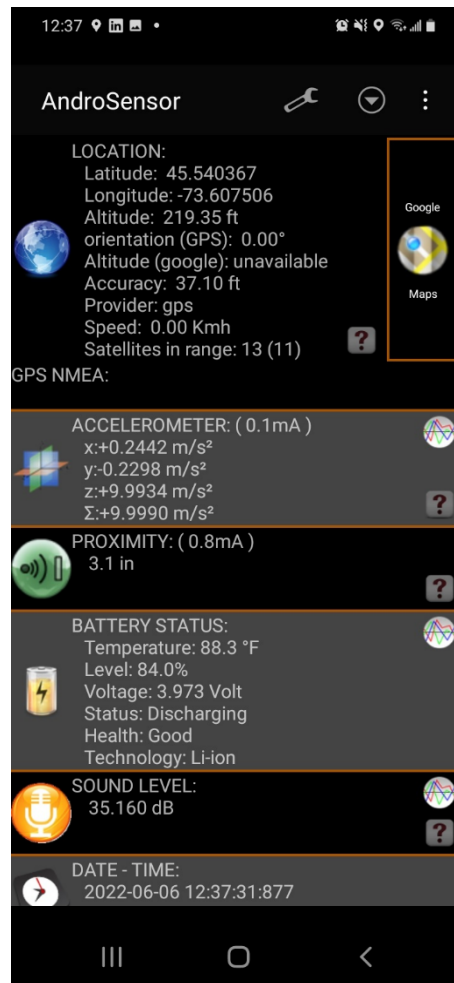 12:37
AndroSensor
LOCATION:
Latitude: 45.540367
Longitude: -73.607506
Altitude: 219.35 ft
orientation (GPS): 0.00°
Altitude (google): unavailable
Accuracy: 37.10 ft
Provider: gps
Speed: 0.00 Kmh
Satellites in range: 13 (11)
Google
Maps
GPS NMEA:
ACCELEROMETER: ( 0.1mA )
x:+0.2442 m/s²
y:-0.2298 m/s²
z:+9.9934 m/s²
Σ:+9.9990 m/s²
PROXIMITY: ( 0.8mA )
3.1 in
BATTERY STATUS:
Temperature: 88.3 °F
Level: 84.0%
Voltage: 3.973 Volt
Status: Discharging
Health: Good
Technology: Li-ion
SOUND LEVEL:
35.160 dB
DATE - TIME:
2022-06-06 12:37:31:877